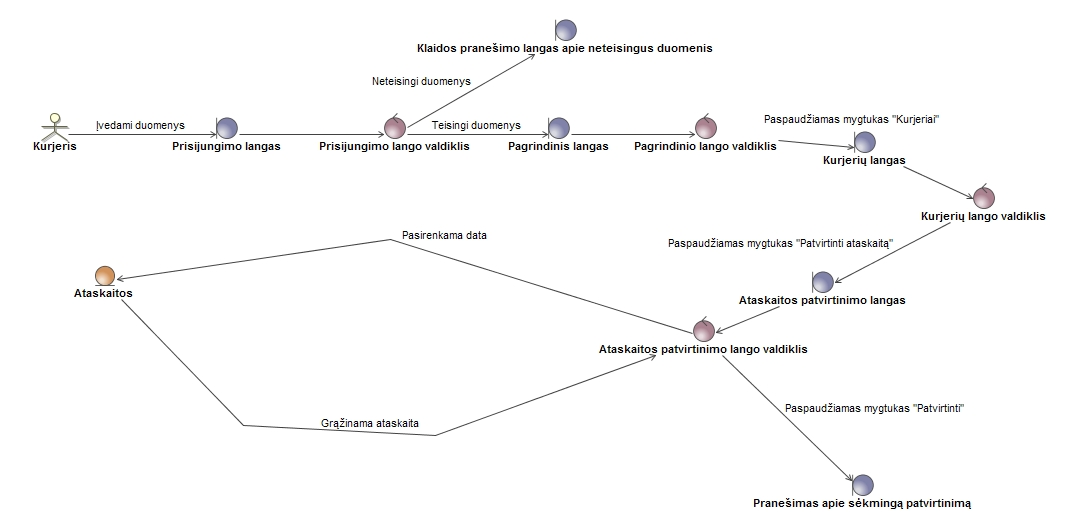 Klaidos pranešimo langas apie neteisingus duomenis
Neteisingi duomenys
Įvedami duomenys
Teisingi duomenys
Paspaudžiamas mygtukas "Kurjeriai"
Kurjeris
Prisijungimo langas
Prisijungimo lango valdiklis
Pagrindinis langas
Pagrindinio lango valdiklis
Kurjerių langas
Kurjerių lango valdiklis
Pasirenkama data
Paspaudžiamas mygtukas "Patvirtinti ataskaitą"
Ataskaitos
Ataskaitos patvirtinimo langas
Ataskaitos patvirtinimo lango valdiklis
Paspaudžiamas mygtukas "Patvirtinti"
Grąžinama ataskaita
Pranešimas apie sėkmingą patvirtinimą